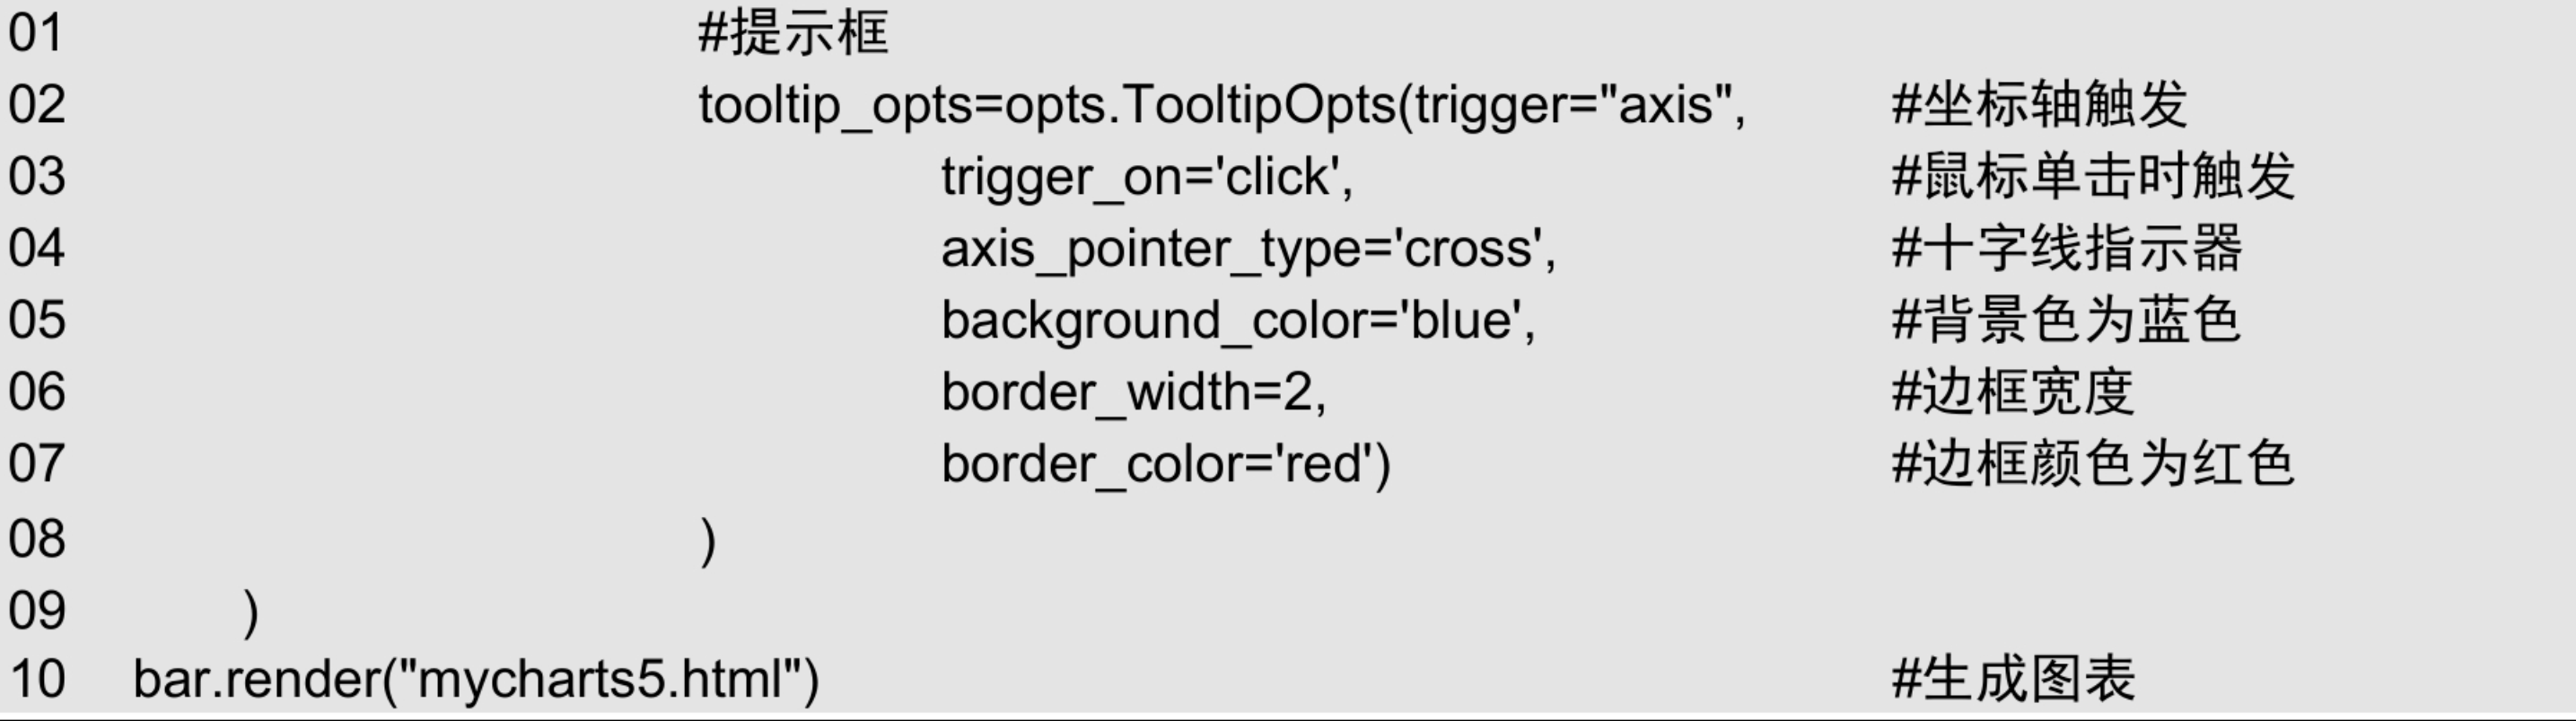 01 #提示框
02 tooltip_opts=opts.TooltipOpts(trigger="axis", #坐标轴触发
03 trigger_on='click', #鼠标单击时触发
04 axis_pointer_type='cross', #十字线指示器
05 background_color='blue', #背景色为蓝色
06 border_width=2, #边框宽度
07 border_color='red') #边框颜色为红色
08 )
09 )
10 bar.render("mycharts5.html") #生成图表